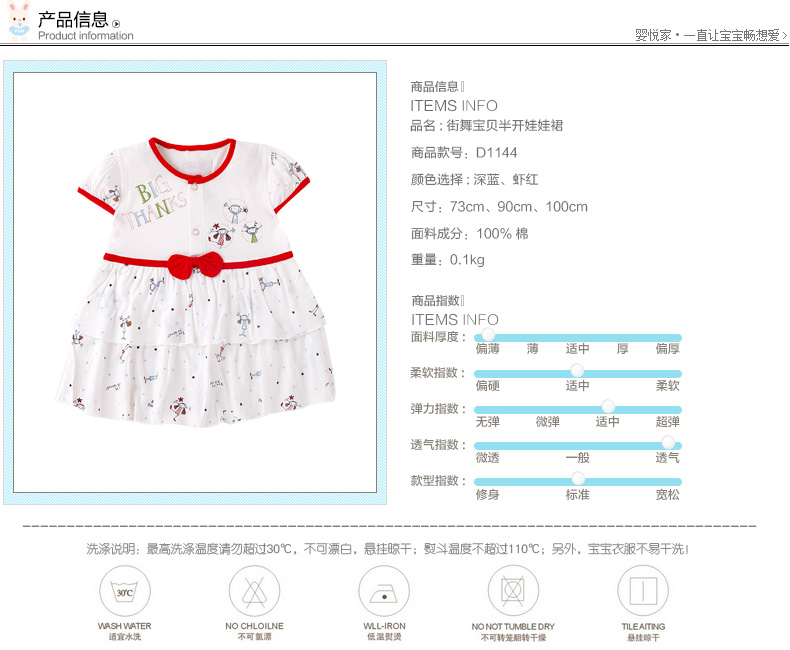 产品信息
Product information
婴悦家·一直让宝宝畅想爱>
商品信息
ITEMS INFO
品名:街舞宝贝半开娃娃裙
商品款号：D1144
颜色选择:深蓝、虾红
尺寸：73cm、90cm、100cm
面料成分：100% 棉
重量：0.1kg
BIG
THANKS
商品指数
ITEMS INFO
面料厚度：
偏薄 薄 适中 厚 偏厚
柔软指数：
偏硬 适中 柔软
弹力指数：
无弹 微弹 适中 超弹
透气指数：
微透 一般 透气
款型指数：
修身 标准 宽松
洗涤说明：最高洗涤温度请勿超过30℃，不可漂白，悬挂晾干；熨斗温度不超过110℃；另外，宝宝衣服不易干洗！
30℃
WASH WATER
适宜水洗
NO CHLOILNE
不可氯漂
WLL-IRON
低温熨烫
NO NOT TUMBLE DRY
不可转笼翻转干燥
TILE AITING
悬挂晾干